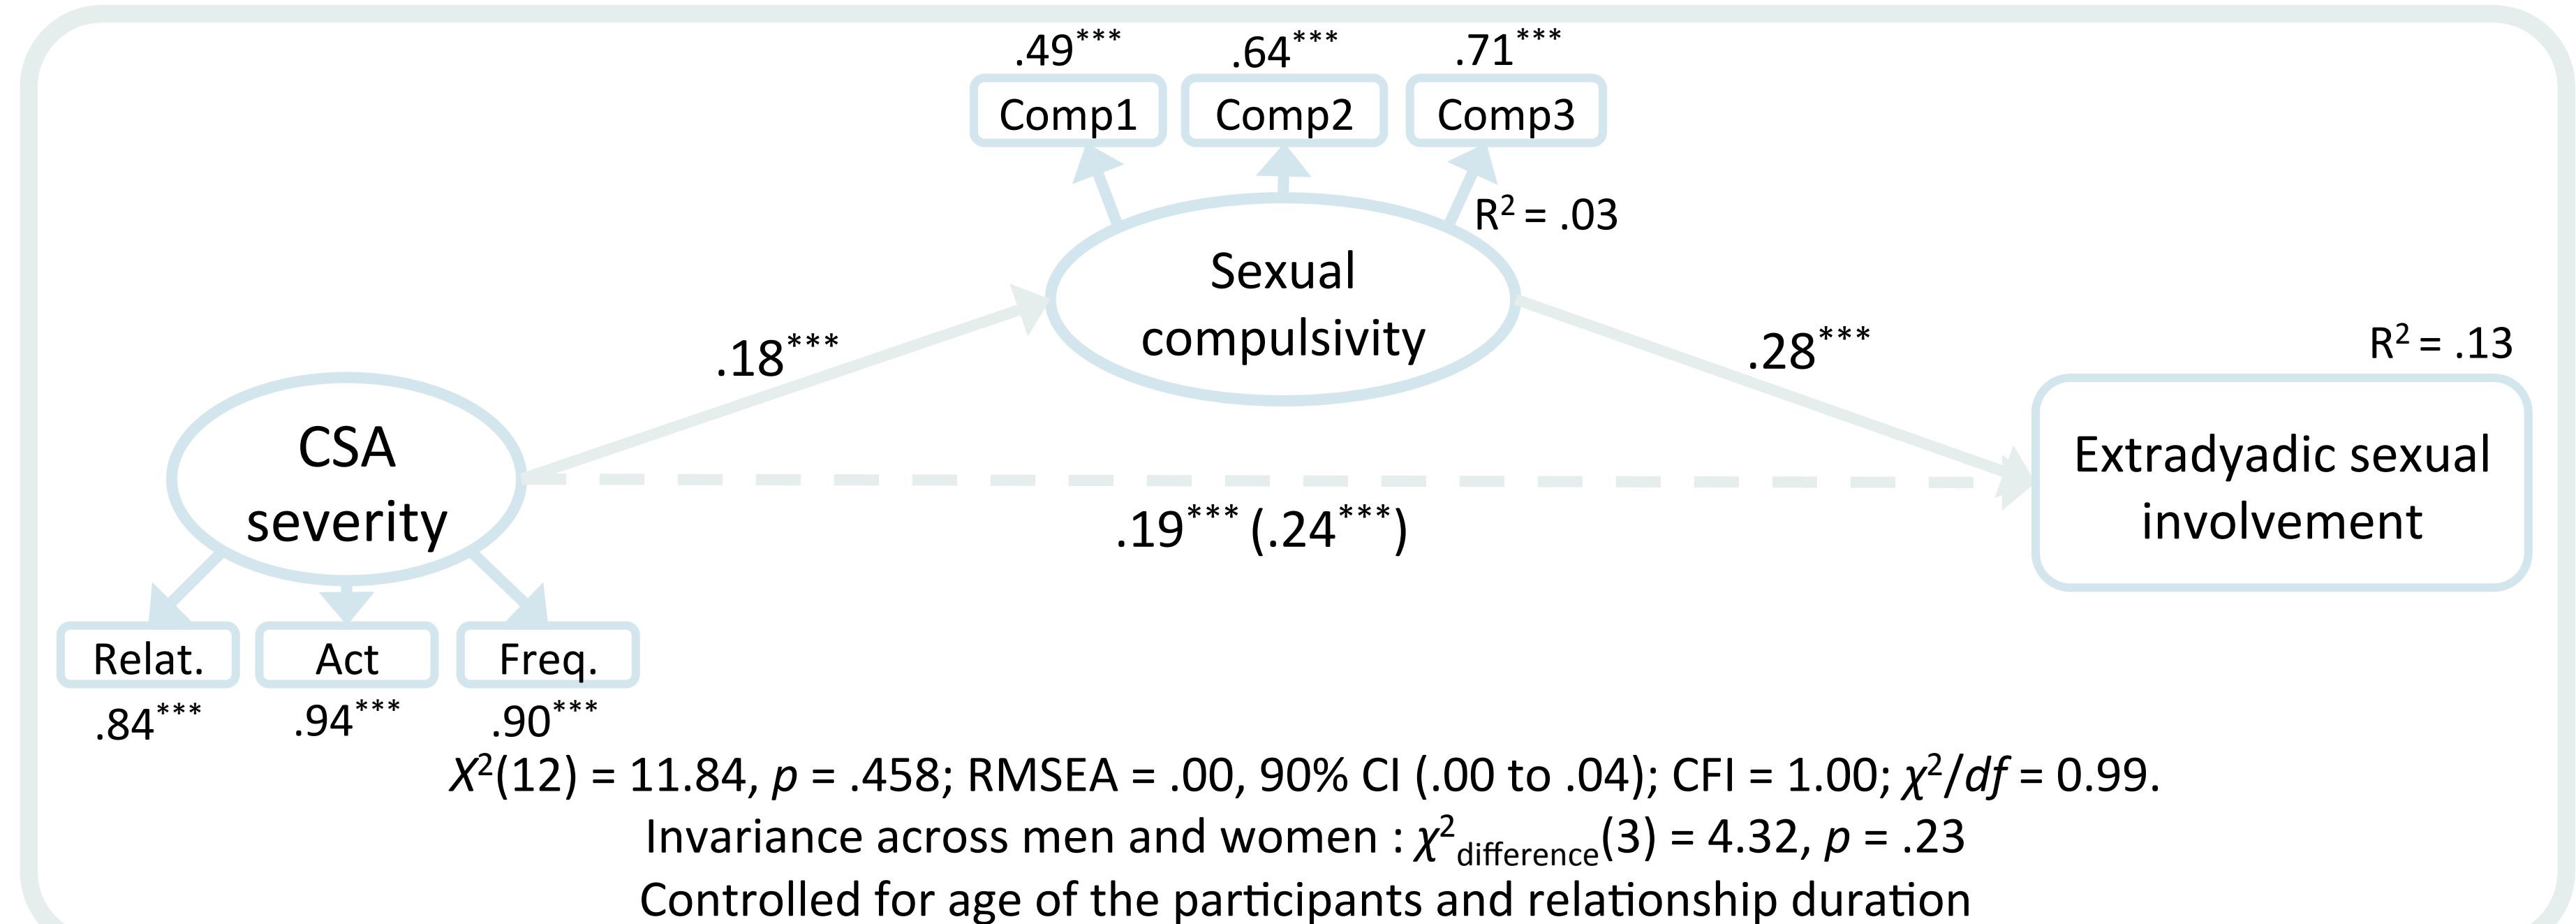 .49*** .64*** .71***
Comp1 Comp2 Comp3
R² = .03
Sexual
compulsivity
.18***
.28***
R² = .13
CSA
severity
Extradyadic sexual
involvement
.19*** (.24***)
Relat. Act Freq.
.84*** .94*** .90***
X²(12) = 11.84, p = .458; RMSEA = .00, 90% CI (.00 to .04); CFI = 1.00; χ²/df = 0.99.
Invariance across men and women : χ²difference(3) = 4.32, p = .23
Controlled for age of the participants and relationship duration